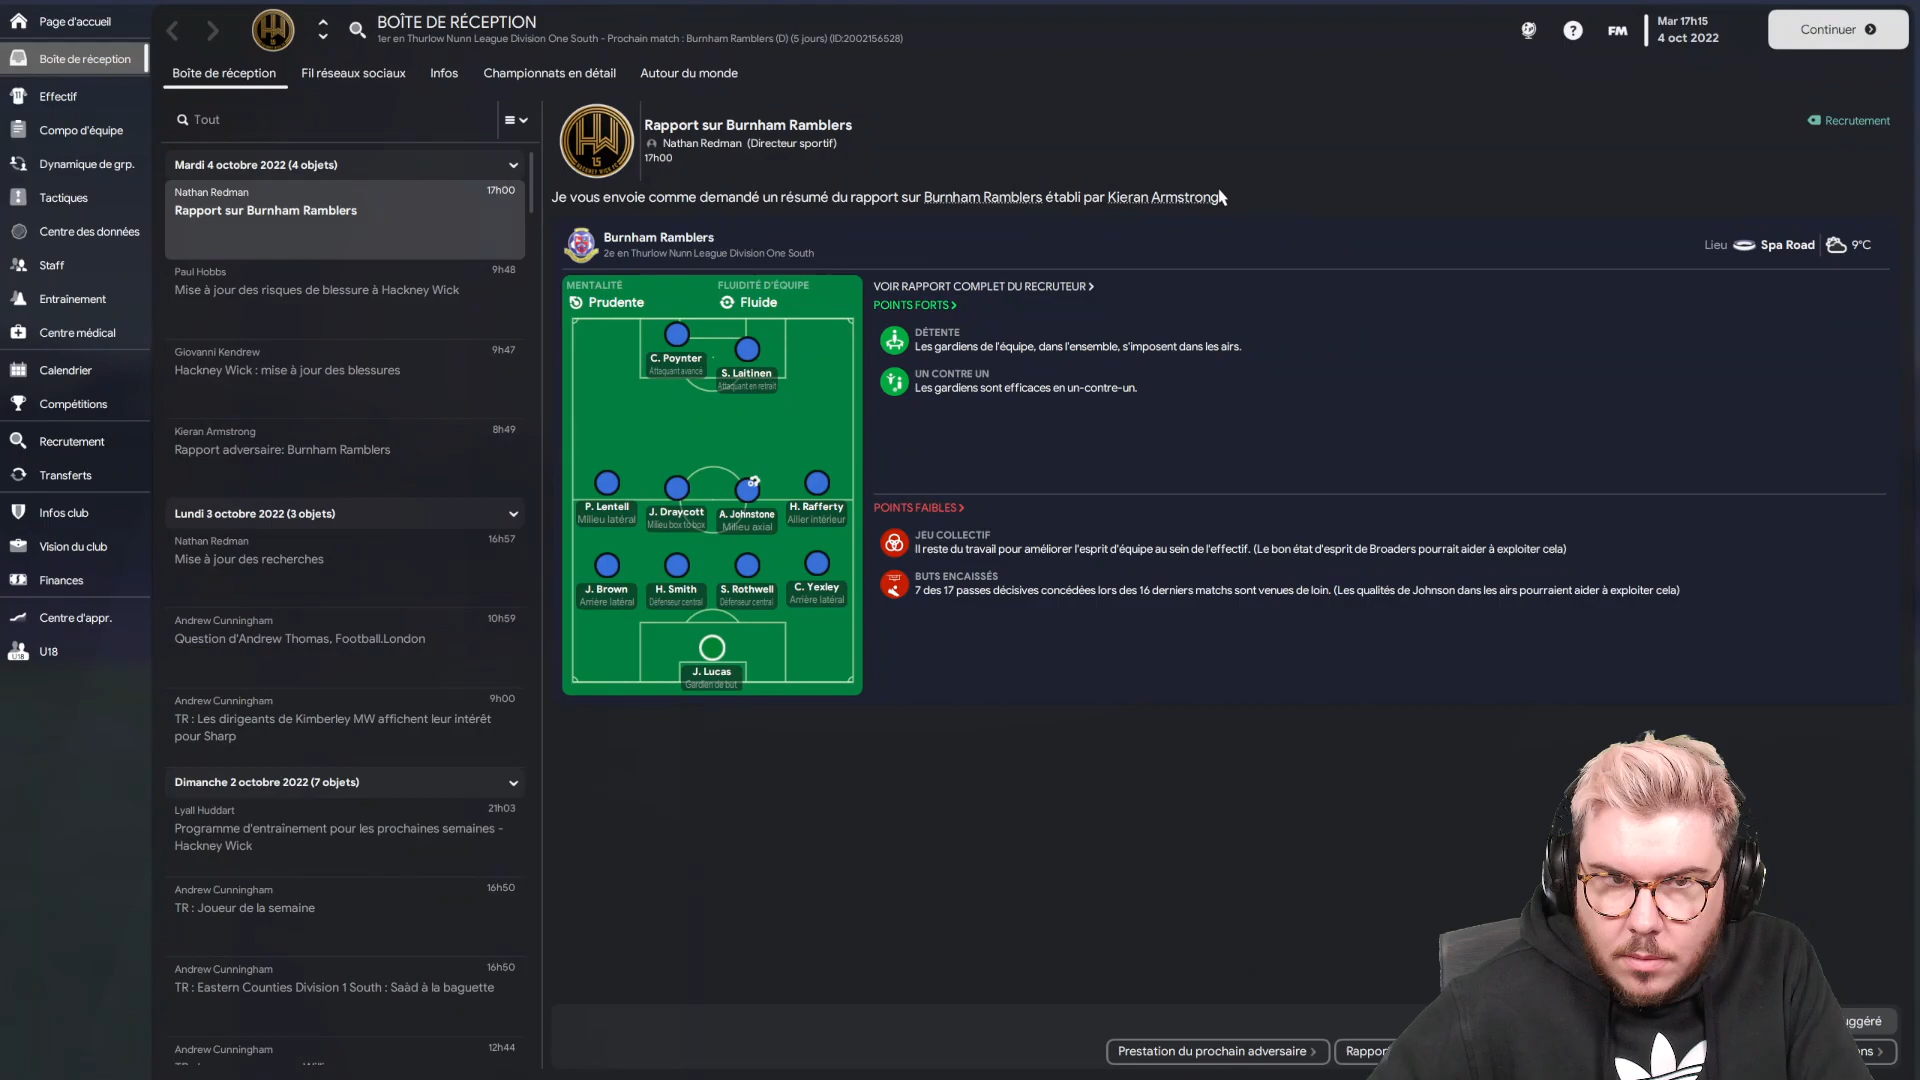 Page d'accueil
Boîte de réception
Effectif
Compo d'équipe
Dynamique de grp.
Tactiques
Centre des données
Staff
Entraînement
Centre médical
Calendrier
Compétitions
Recrutement
Transferts
Infos club
Vision du club
Finances
Centre d'appr.
U18
BOÎTE DE RÉCEPTION
1er en Thurlow Nunn League Division One South - Prochain match : Burnham Ramblers (D) (5 jours) (ID:2002156528)
FM
Mar 17h15
4 oct 2022
Continuer
Boîte de réception
Fil réseaux sociaux
Infos
Championnats en détail
Autour du monde
Tout
Mardi 4 octobre 2022 (4 objets)
Nathan Redman 17h00
Rapport sur Burnham Ramblers
Paul Hobbs 9h48
Mise à jour des risques de blessure à Hackney Wick
Giovanni Kendrew 9h47
Hackney Wick : mise à jour des blessures
Kieran Armstrong 8h49
Rapport adversaire: Burnham Ramblers
Lundi 3 octobre 2022 (3 objets)
Nathan Redman 16h57
Mise à jour des recherches
Andrew Cunningham 10h59
Question d'Andrew Thomas, Football.London
Andrew Cunningham 9h00
TR : Les dirigeants de Kimberley MW affichent leur intérêt
pour Sharp
Dimanche 2 octobre 2022 (7 objets)
Lyall Huddart 21h03
Programme d'entraînement pour les prochaines semaines -
Hackney Wick
Andrew Cunningham 16h50
TR : Joueur de la semaine
Andrew Cunningham 16h50
TR : Eastern Counties Division 1 South : Saàd à la baguette
Andrew Cunningham 12h44
HW
15
Rapport sur Burnham Ramblers
Nathan Redman (Directeur sportif)
17h00
Recrutement
Je vous envoie comme demandé un résumé du rapport sur Burnham Ramblers établi par Kieran Armstrong
Burnham Ramblers
2e en Thurlow Nunn League Division One South
Lieu Spa Road 9°C
MENTALITÉ
Prudente
FLUIDITÉ D'ÉQUIPE
Fluide
C. Poynter
Attaquant avancé
S. Laitinen
Attaquant en retrait
P. Lentell
Milieu latéral
J. Draycott
Milieu box to box
A. Johnstone
Milieu axial
H. Rafferty
Ailier intérieur
J. Brown
Arrière latéral
H. Smith
Défenseur central
S. Rothwell
Défenseur central
C. Yexley
Arrière latéral
J. Lucas
Gardien de but
VOIR RAPPORT COMPLET DU RECRUTEUR >
POINTS FORTS >
DÉTENTE
Les gardiens de l'équipe, dans l'ensemble, s'imposent dans les airs.
UN CONTRE UN
Les gardiens sont efficaces en un-contre-un.
POINTS FAIBLES >
JEU COLLECTIF
Il reste du travail pour améliorer l'esprit d'équipe au sein de l'effectif. (Le bon état d'esprit de Broaders pourrait aider à exploiter cela)
BUTS ENCAISSÉS
7 des 17 passes décisives concédées lors des 16 derniers matchs sont venues de loin. (Les qualités de Johnson dans les airs pourraient aider à exploiter cela)
Prestation du prochain adversaire >